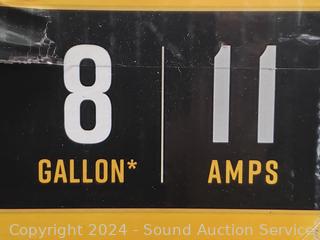 8
GALLON*
11
AMPS
Copyright 2024 - Sound Auction Service